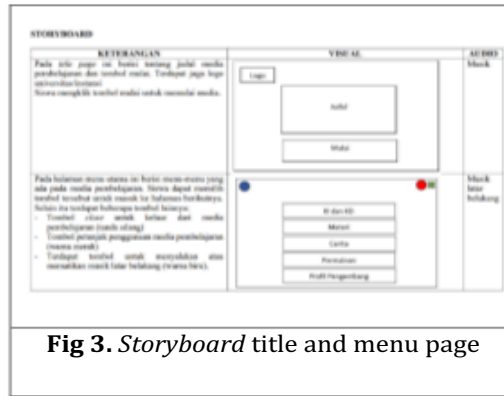 STORYBOARD
KETERANGAN VISUAL AUDIO
Pada title page ini berisi tentang judul media
pembelajaran dan tombol mulai. Terdapat juga logo
universitas/instansi
Siswa mengklik tombol mulai untuk memulai media.
Logo
Judul
Mulai
Musik
Pada halaman menu utama ini berisi menu-menu yang
ada pada media pembelajaran. Siswa dapat memilih
tombol tersebut untuk masuk ke halaman berikutnya.
Selain itu terdapat beberapa tombol lainnya:
- Tombol close untuk keluar dari media
pembelajaran (tanda silang)
- Tombol petunjuk penggunaan media pembelajaran
(warna merah)
- Terdapat tombol untuk menyalakan atau
mematikan musik latar belakang (warna biru).
KI dan KD
Materi
Cerita
Permainan
Profil Pengembang
Musik
latar
belakang
Fig 3. Storyboard title and menu page